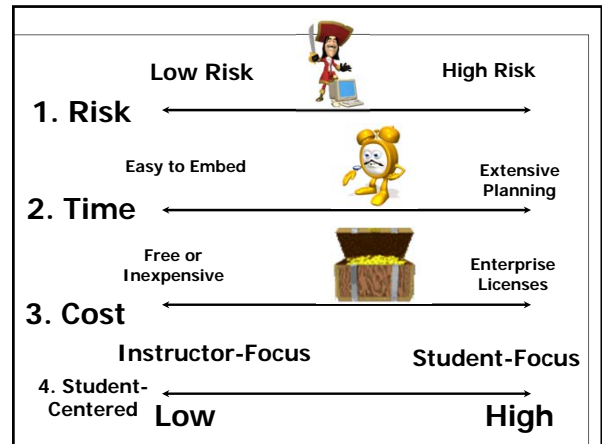 Low Risk
High Risk
1. Risk
Easy to Embed
Extensive
Planning
2. Time
Free or
Inexpensive
Enterprise
Licenses
3. Cost
Instructor-Focus
Student-Focus
4. Student-
Centered
Low
High